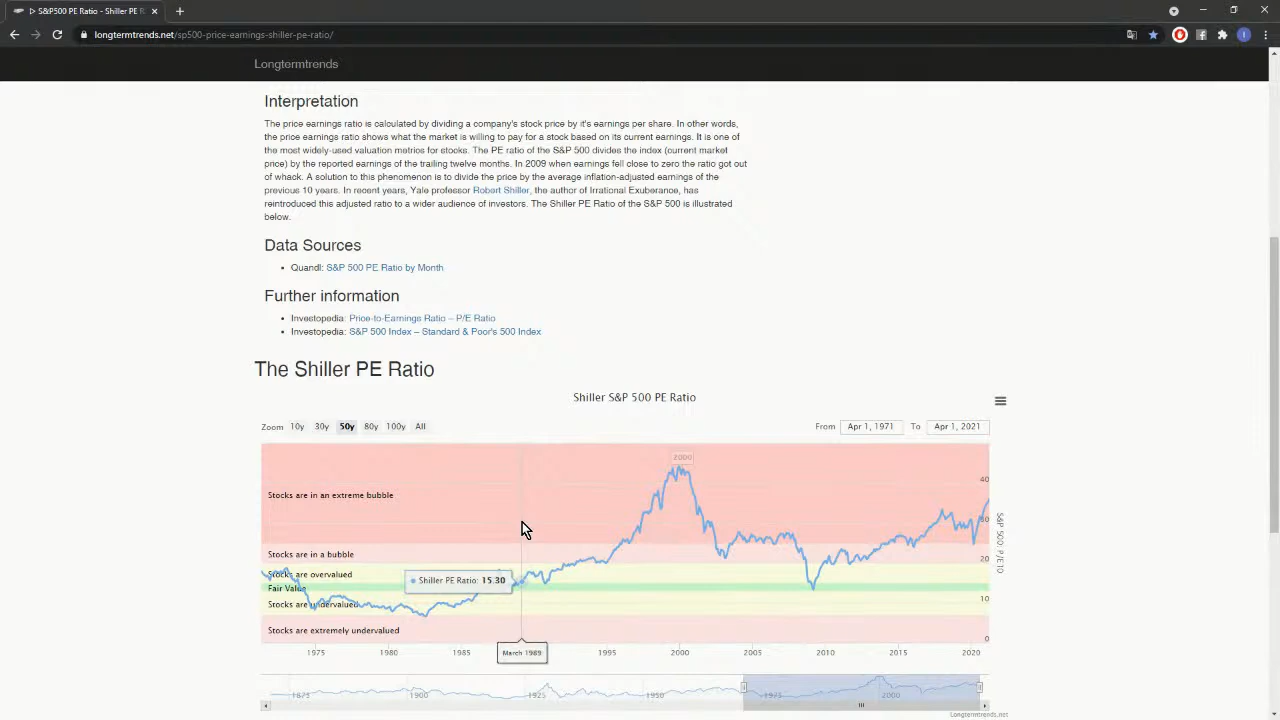 S&P500 PE Ratio - Shiller PE R
longtermtrends.net/sp500-price-earnings-shiller-pe-ratio/
Longtermtrends
Interpretation
The price earnings ratio is calculated by dividing a company's stock price by it's earnings per share. In other words,
the price earnings ratio shows what the market is willing to pay for a stock based on its current earnings. It is one of
the most widely-used valuation metrics for stocks. The PE ratio of the S&P 500 divides the index (current market
price) by the reported earnings of the trailing twelve months. In 2009 when earnings fell close to zero the ratio got out
of whack. A solution to this phenomenon is to divide the price by the average inflation-adjusted earnings of the
previous 10 years. In recent years, Yale professor Robert Shiller, the author of Irrational Exuberance, has
reintroduced this adjusted ratio to a wider audience of investors. The Shiller PE Ratio of the S&P 500 is illustrated
below.
Data Sources
• Quandl: S&P 500 PE Ratio by Month
Further information
• Investopedia: Price-to-Earnings Ratio – P/E Ratio
• Investopedia: S&P 500 Index – Standard & Poor's 500 Index
The Shiller PE Ratio
Shiller S&P 500 PE Ratio
Zoom 10y 30y 50y 80y 100y All From Apr 1, 1971 To Apr 1, 2021
2000
40
Stocks are in an extreme bubble
30
Stocks are in a bubble
20
Stocks are overvalued
Shiller PE Ratio: 15.30
Fair Value
10
Stocks are undervalued
Stocks are extremely undervalued
0
S&P 500: P/E10
1975 1980 1985 March 1989 1995 2000 2005 2010 2015 2020
1875 1900 1925 1950 1975 2000
Longtermtrends.net